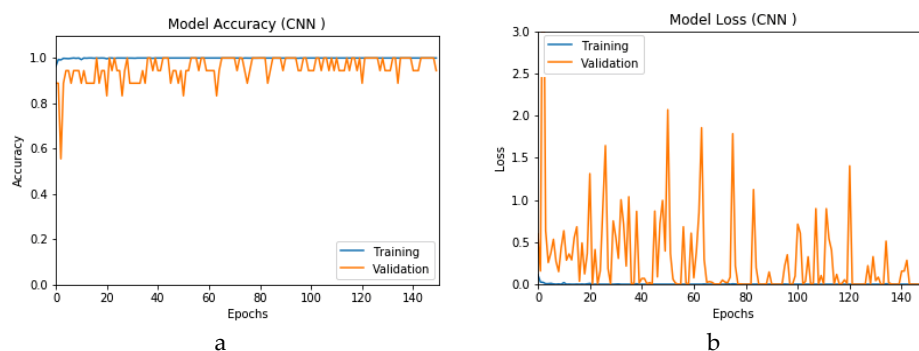 Model Accuracy (CNN )
1.0
0.8
0.6
0.4
0.2
0.0
Accuracy
Training
Validation
0 20 40 60 80 100 120 140
Epochs
a
Model Loss (CNN )
3.0
2.5
2.0
1.5
1.0
0.5
0.0
Loss
Training
Validation
0 20 40 60 80 100 120 140
Epochs
b